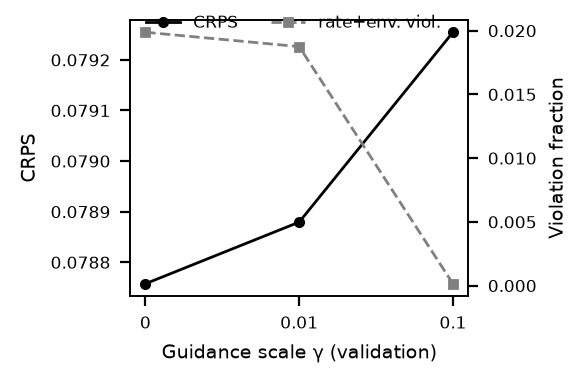 CRPS
rate+env. viol.
0.0792
0.0791
0.0790
0.0789
0.0788
CRPS
0.020
0.015
0.010
0.005
0.000
Violation fraction
0
0.01
0.1
Guidance scale γ (validation)